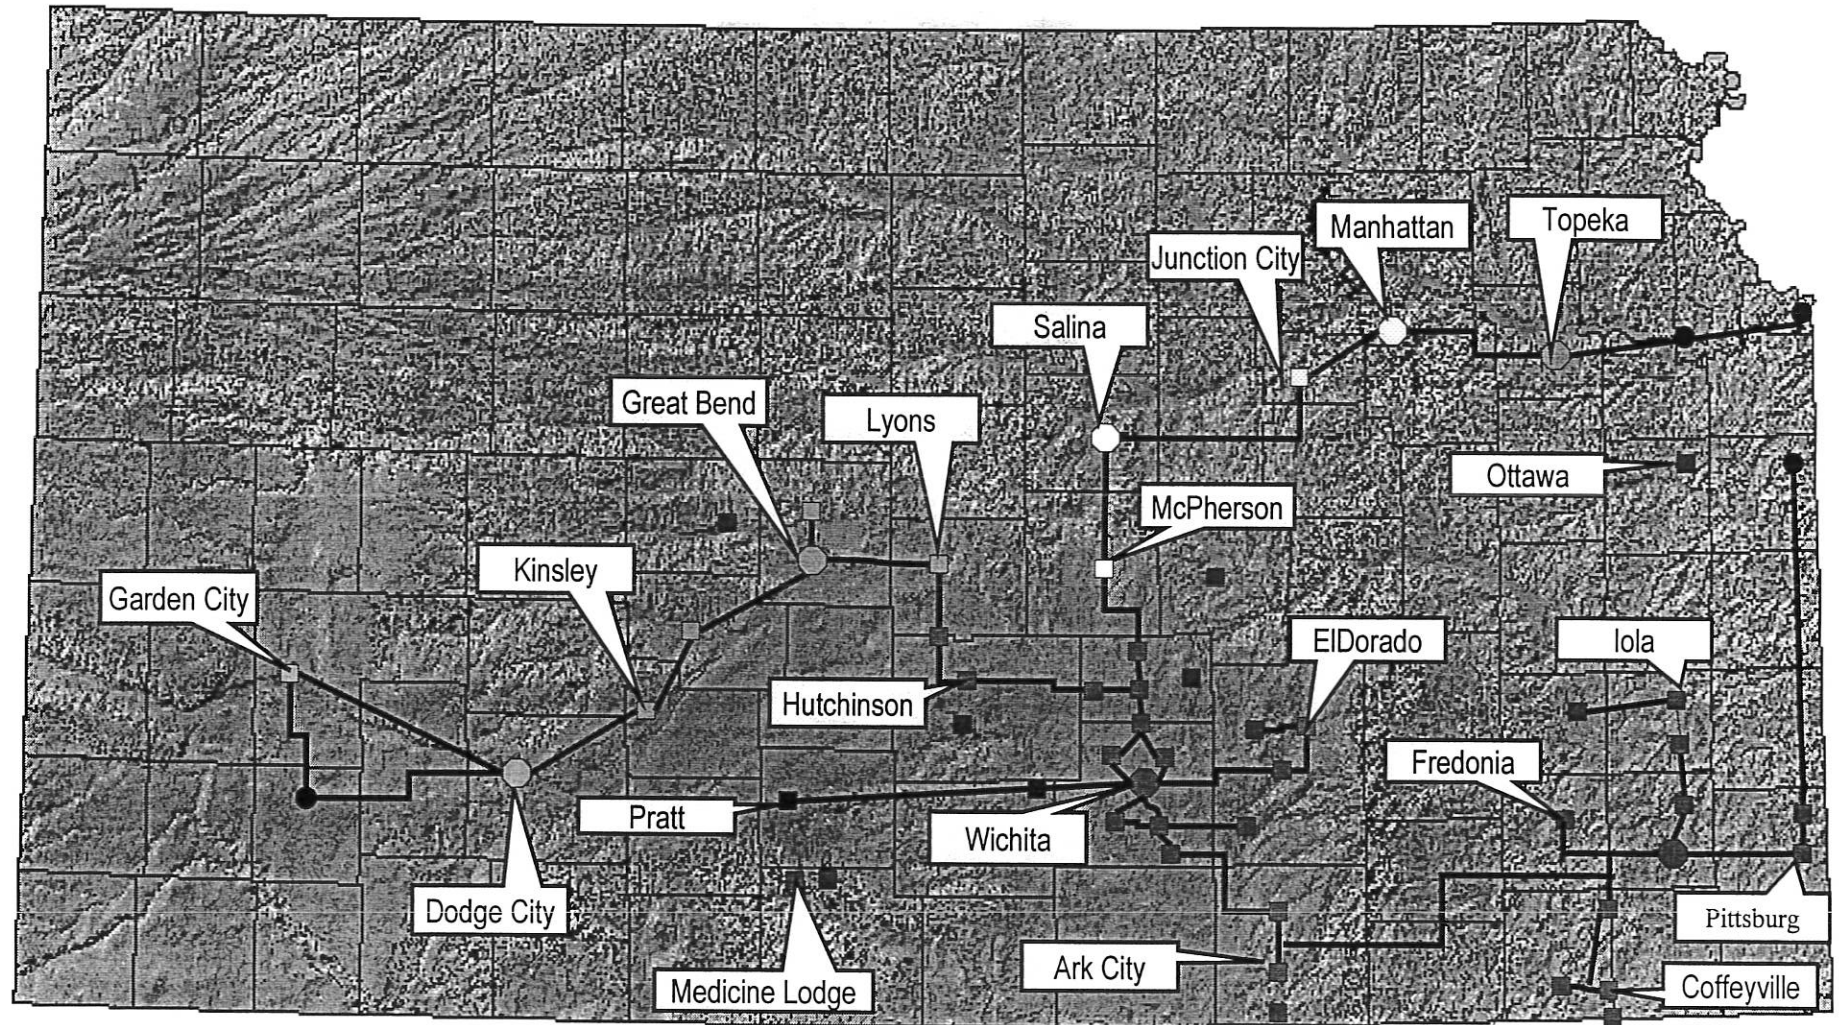 Manhattan
Topeka
Junction City
Salina
Great Bend
Lyons
Ottawa
McPherson
Kinsley
Garden City
ElDorado
Iola
Hutchinson
Fredonia
Pratt
Wichita
Dodge City
Pittsburg
Ark City
Medicine Lodge
Coffeyville